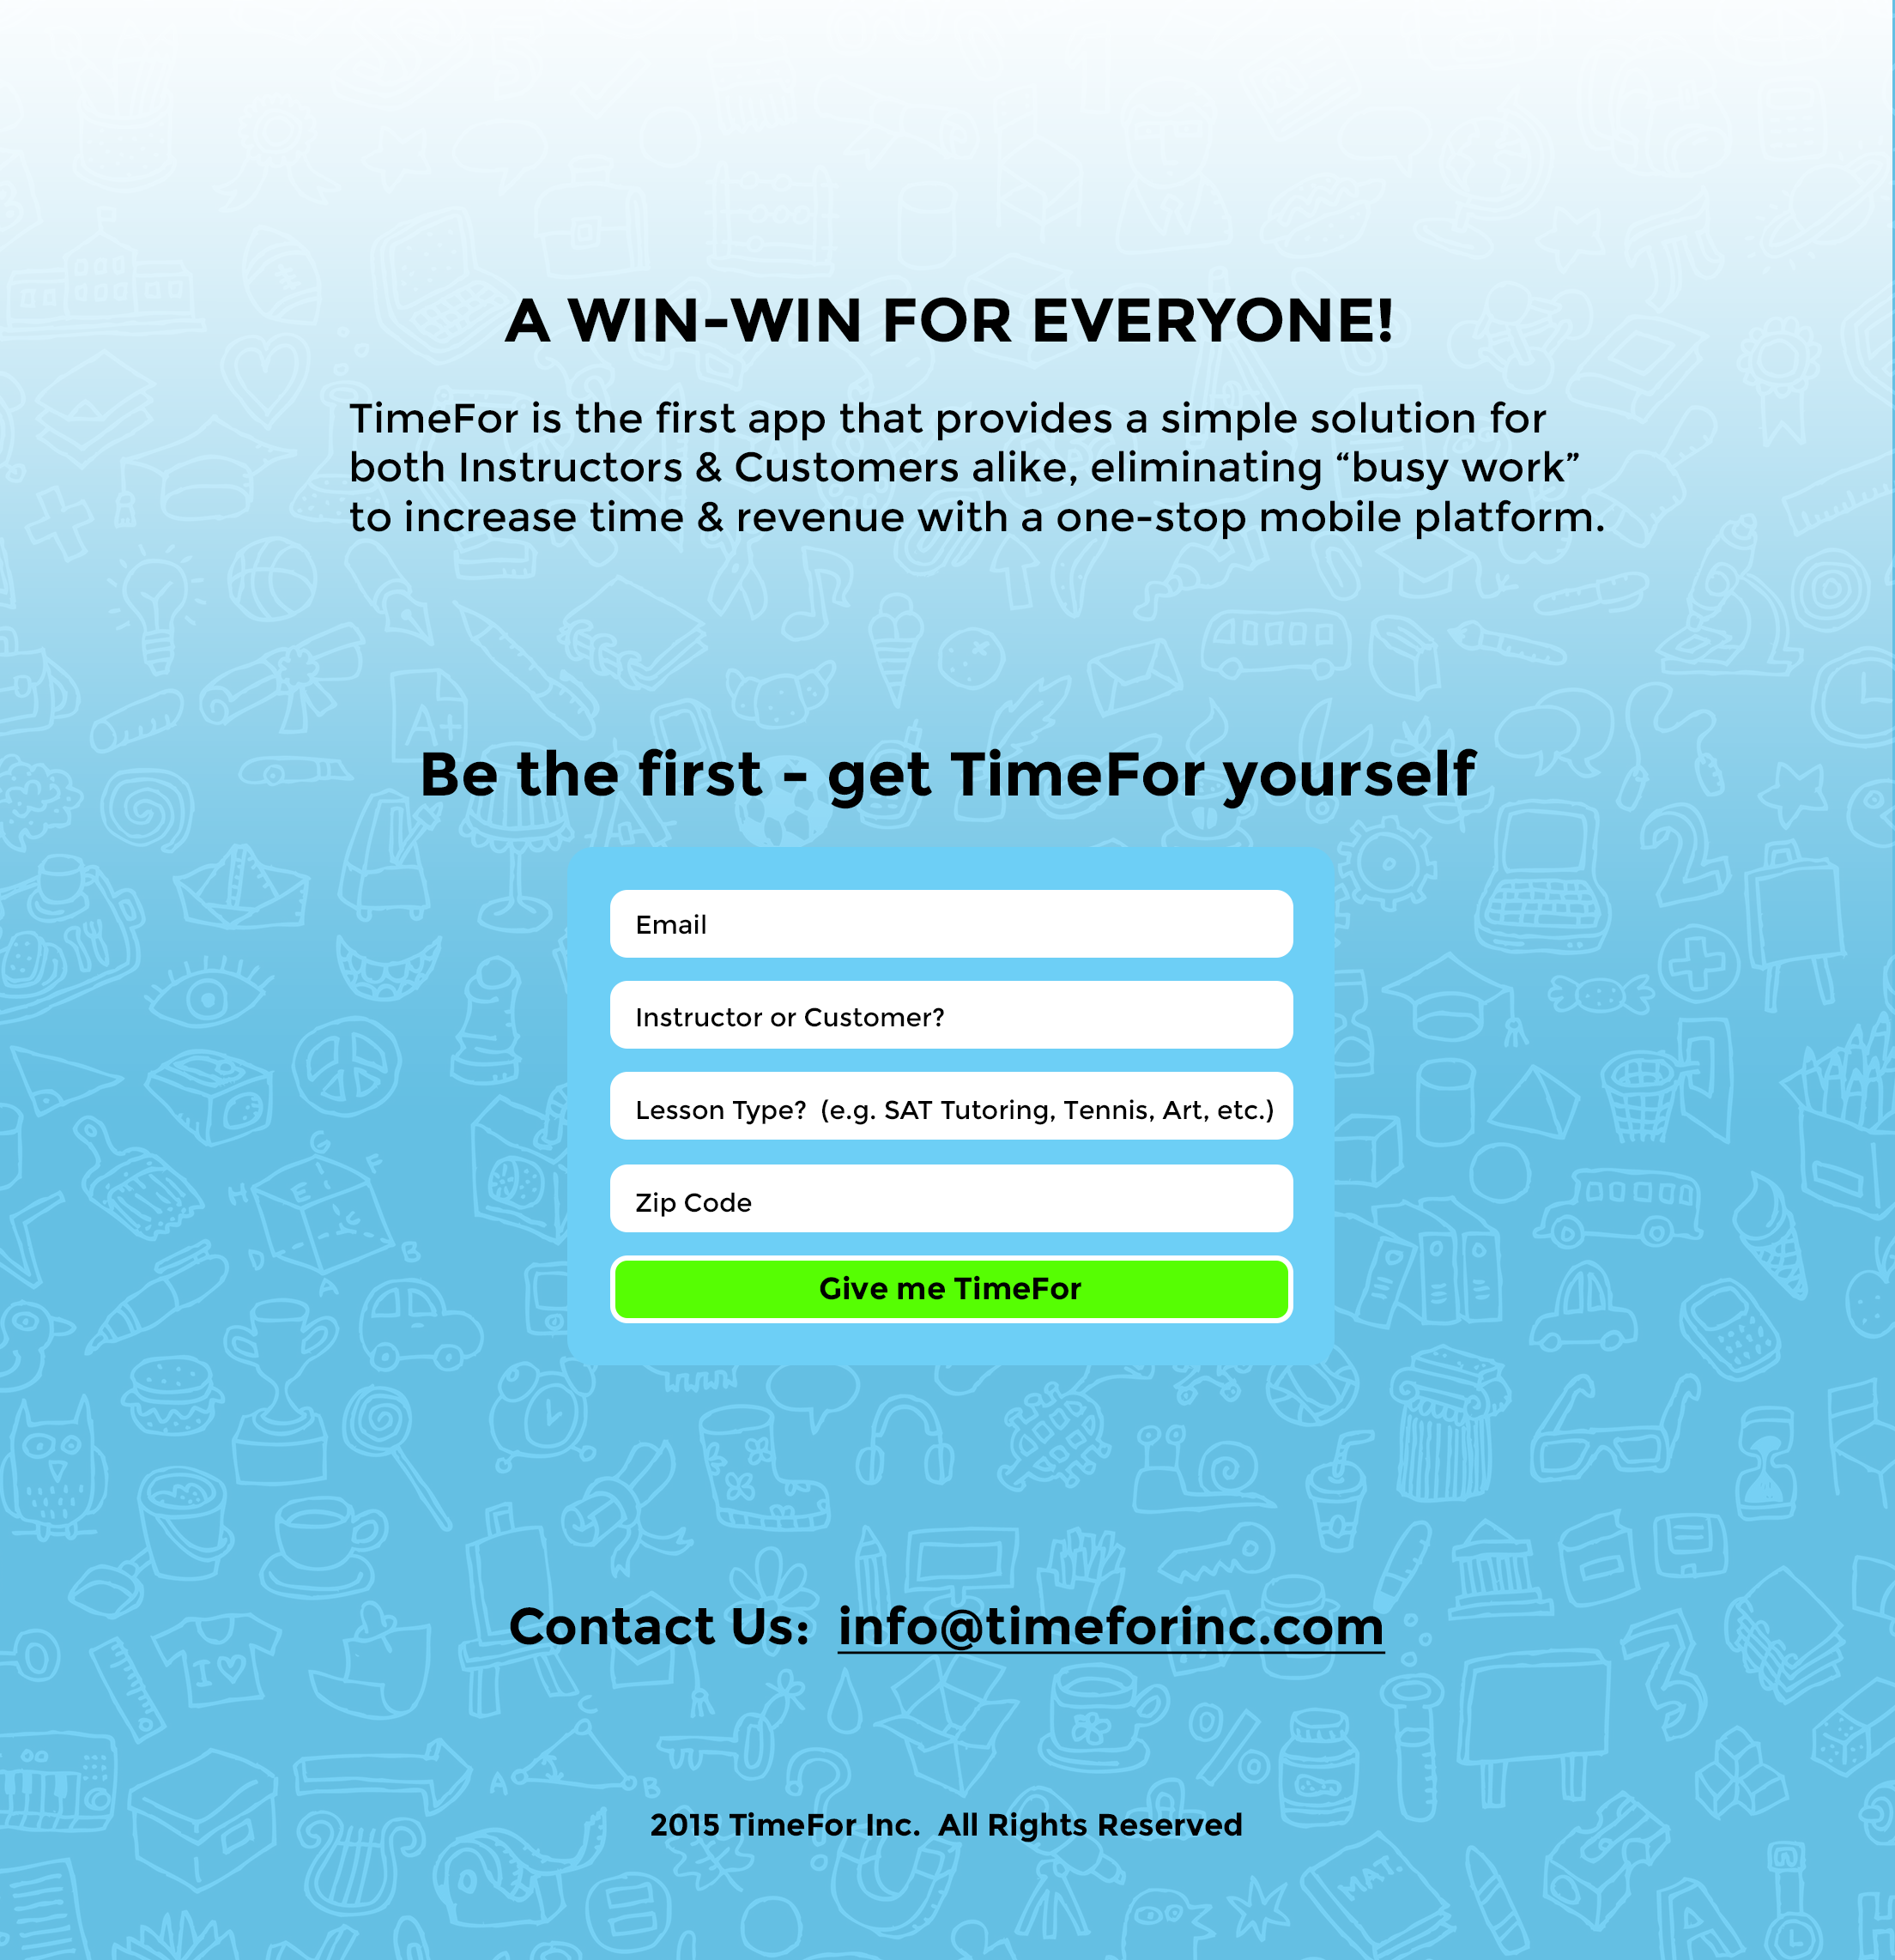 A WIN-WIN FOR EVERYONE!
TimeFor is the first app that provides a simple solution for
both Instructors & Customers alike, eliminating “busy work”
to increase time & revenue with a one-stop mobile platform.
A+
Be the first - get TimeFor yourself
2
Email
Instructor or Customer?
Lesson Type?  (e.g. SAT Tutoring, Tennis, Art, etc.)
G
F
H
E
C
D
B
A
Zip Code
Give me TimeFor
Contact Us:  info@timeforinc.com
I
3
C
A
B
2015 TimeFor Inc.  All Rights Reserved
MAT.
A